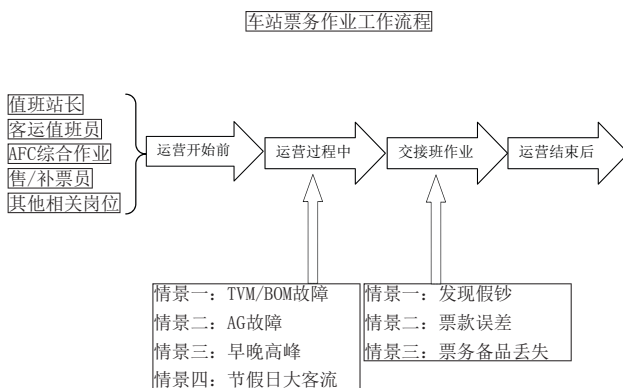 车站票务作业工作流程
值班站长
客运值班员
AFC综合作业
售/补票员
其他相关岗位
运营开始前
运营过程中
交接班作业
运营结束后
情景一：TVM/BOM故障
情景二：AG故障
情景三：早晚高峰
情景四：节假日大客流
情景一：发现假钞
情景二：票款误差
情景三：票务备品丢失